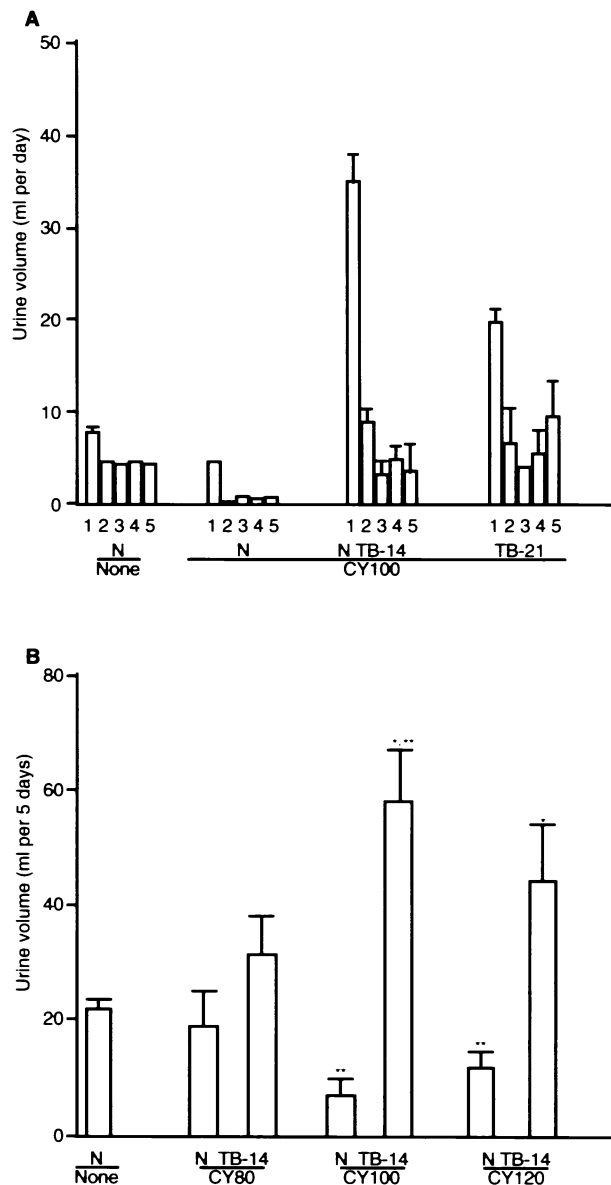 A
Urine volume (ml per day)
50
40
30
20
10
0
1 2 3 4 5
1 2 3 4 5
1 2 3 4 5
1 2 3 4 5
N
N
N TB-14
TB-21
None
CY100
B
Urine volume (ml per 5 days)
80
60
40
20
0
*,**
*
**
**
N
N TB-14
N TB-14
N TB-14
None
CY80
CY100
CY120